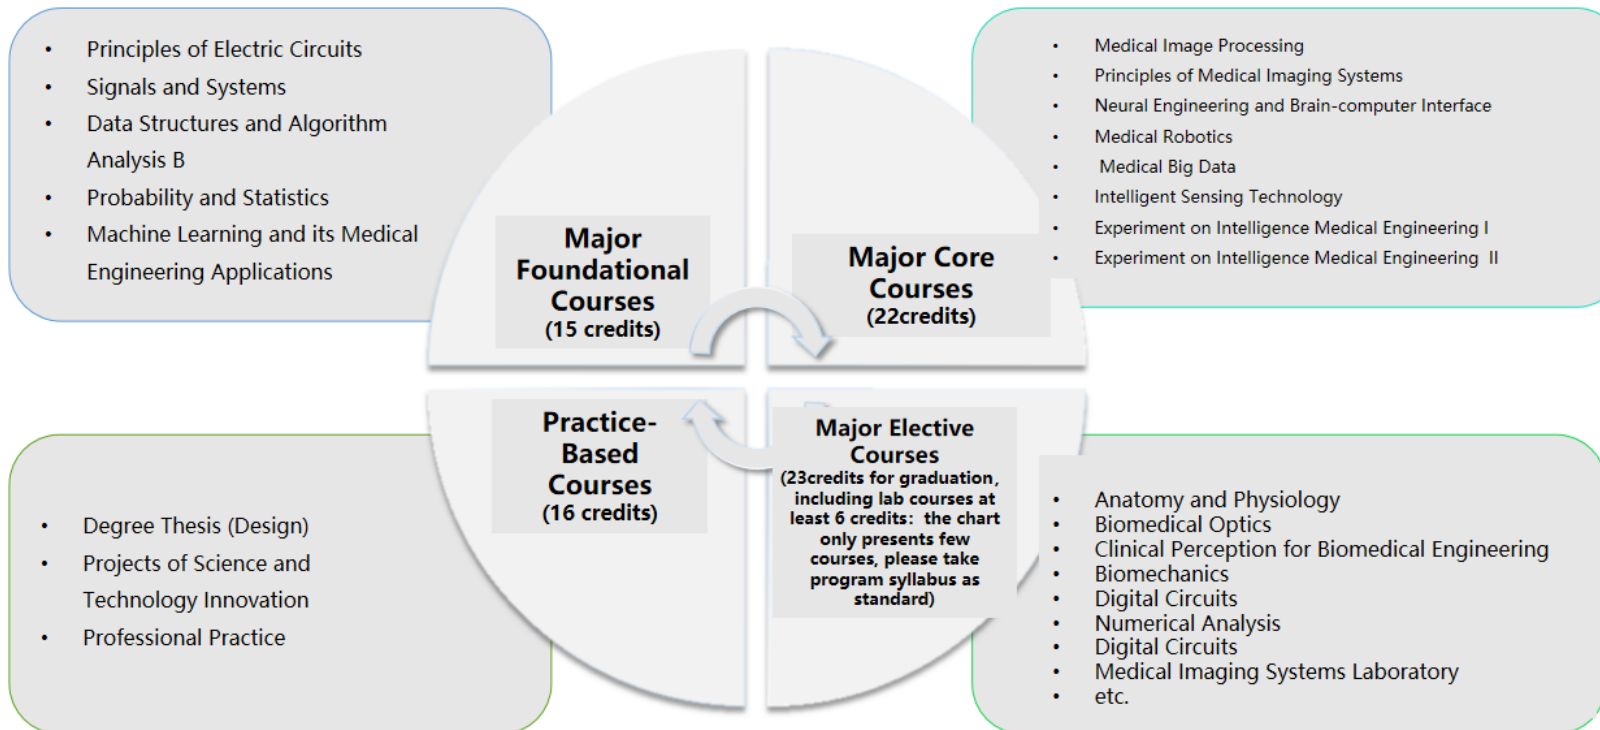 • Principles of Electric Circuits
• Signals and Systems
• Data Structures and Algorithm
Analysis B
• Probability and Statistics
• Machine Learning and its Medical
Engineering Applications
Major
Foundational
Courses
(15 credits)
Major Core
Courses
(22credits)
• Medical Image Processing
• Principles of Medical Imaging Systems
• Neural Engineering and Brain-computer Interface
• Medical Robotics
• Medical Big Data
• Intelligent Sensing Technology
• Experiment on Intelligence Medical Engineering I
• Experiment on Intelligence Medical Engineering II
• Degree Thesis (Design)
• Projects of Science and
Technology Innovation
• Professional Practice
Practice-
Based
Courses
(16 credits)
Major Elective
Courses
(23credits for graduation,
including lab courses at
least 6 credits: the chart
only presents few
courses, please take
program syllabus as
standard)
• Anatomy and Physiology
• Biomedical Optics
• Clinical Perception for Biomedical Engineering
• Biomechanics
• Digital Circuits
• Numerical Analysis
• Digital Circuits
• Medical Imaging Systems Laboratory
• etc.